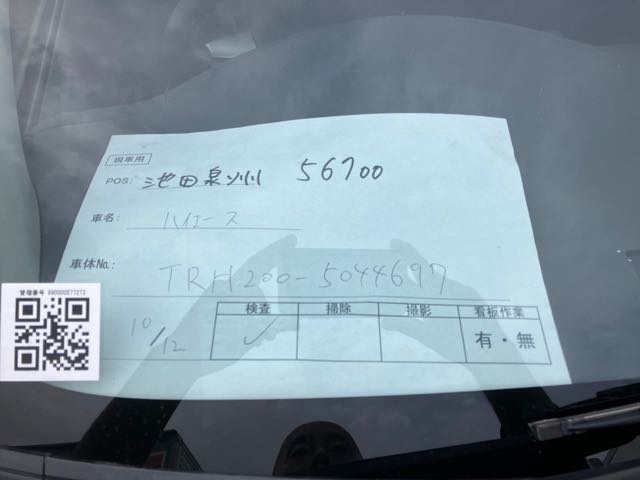 現車用
POS: 池田泉州 56700
車名: ハイエース
車体No.: TRH200-5044697
管理番号 990000577273
10/12
検査 掃除 撮影 看板作業
✓ 有・無